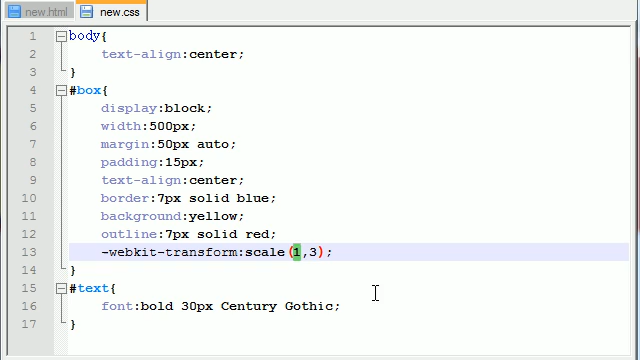 new.html new.css
1 body{
2 text-align:center;
3 }
4 #box{
5 display:block;
6 width:500px;
7 margin:50px auto;
8 padding:15px;
9 text-align:center;
10 border:7px solid blue;
11 background:yellow;
12 outline:7px solid red;
13 -webkit-transform:scale(1,3);
14 }
15 #text{
16 font:bold 30px Century Gothic;
17 }